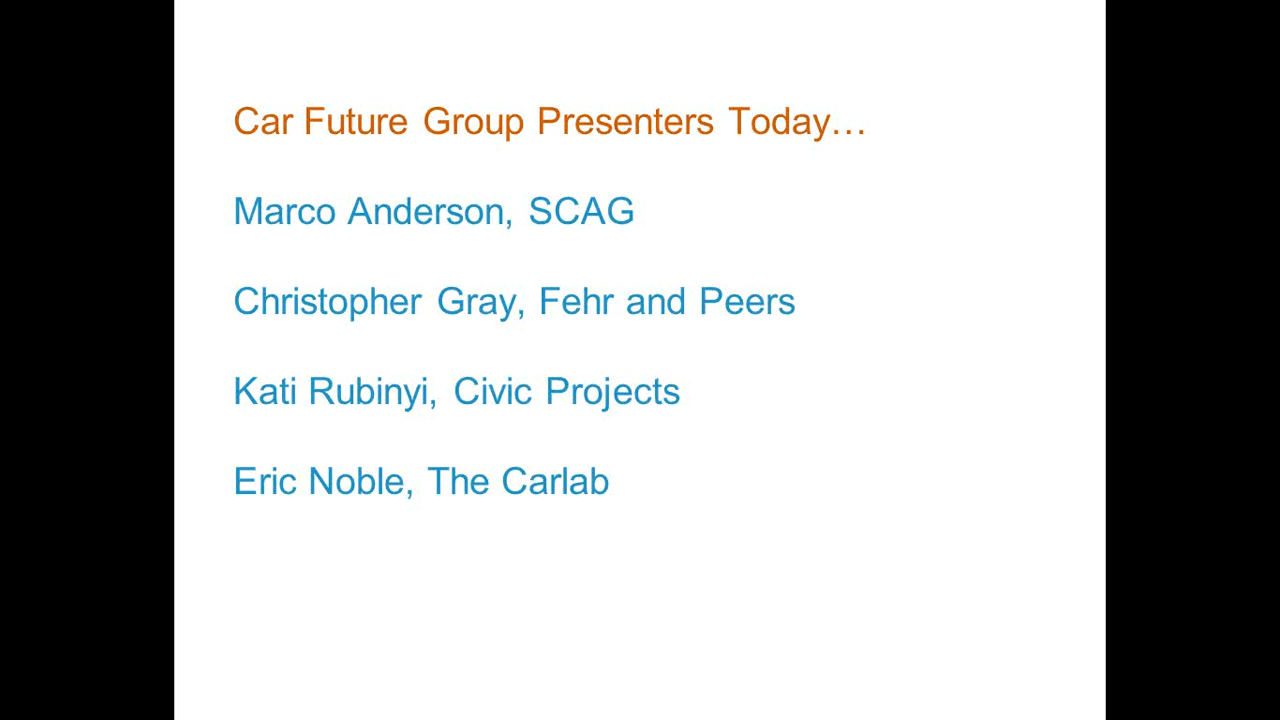 Car Future Group Presenters Today…
Marco Anderson, SCAG
Christopher Gray, Fehr and Peers
Kati Rubinyi, Civic Projects
Eric Noble, The Carlab